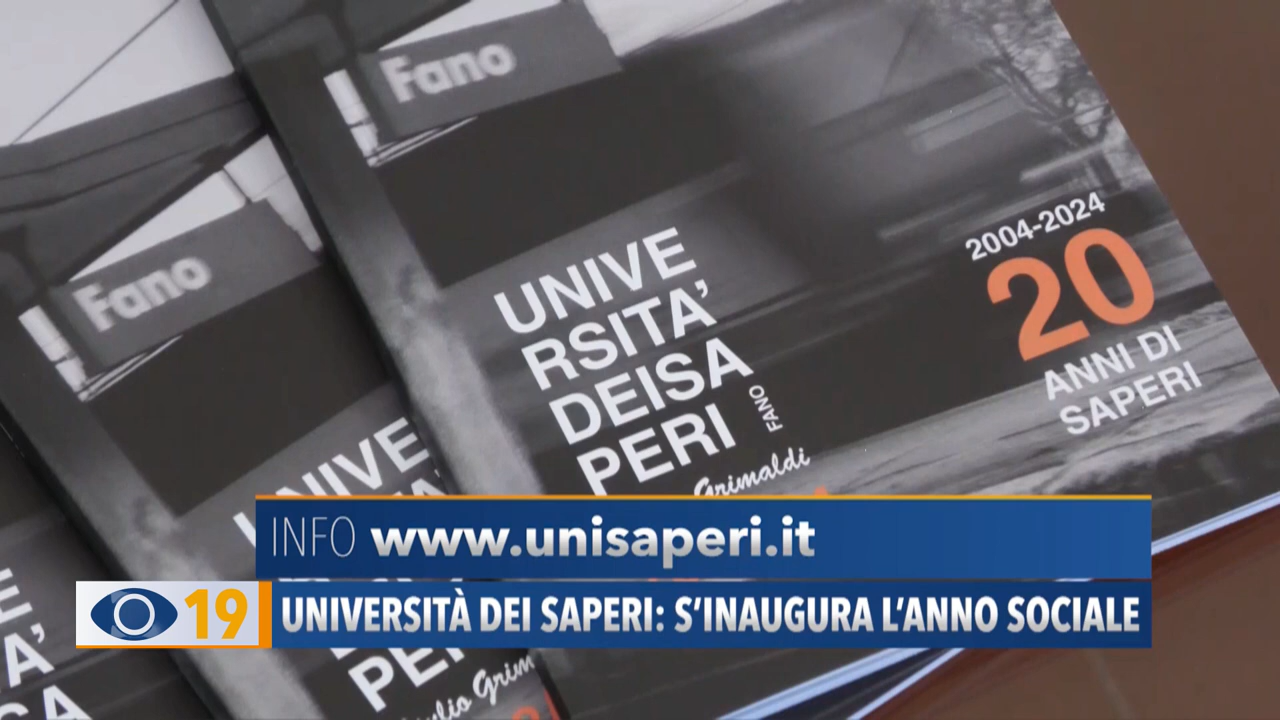 Fano
UNIVE
RSITA'
DEISA
PERI
FANO
Grimaldi
2004-2024
20
ANNI DI
SAPERI
Fano
UNIVE
PE
INFO www.unisaperi.it
19
UNIVERSITÀ DEI SAPERI: S'INAUGURA L'ANNO SOCIALE